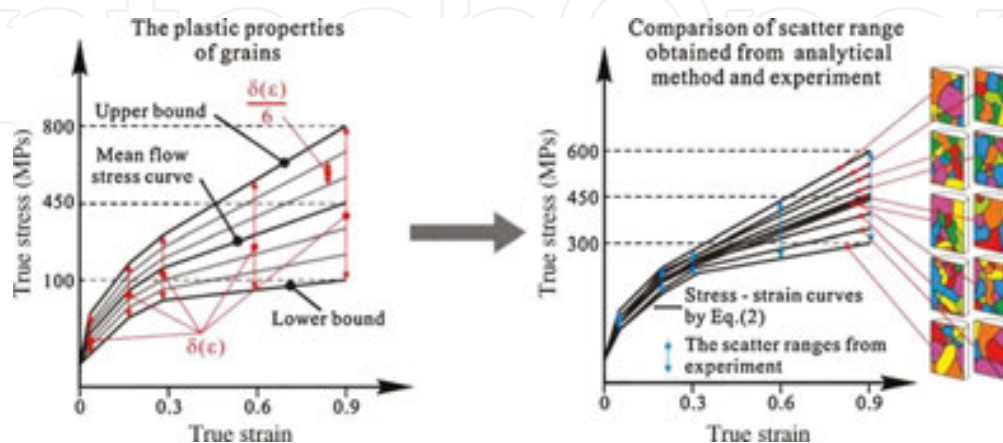 The plastic properties
of grains
True stress (MPs)
800
450
100
Upper bound
Mean flow
stress curve
δ(ε)
6
Lower bound
δ(ε)
0
0.3
0.6
0.9
True strain
Comparison of scatter range
obtained from analytical
method and experiment
True stress (MPs)
600
450
300
Stress - strain curves
by Eq.(2)
The scatter ranges from
experiment
0
0.3
0.6
0.9
True strain